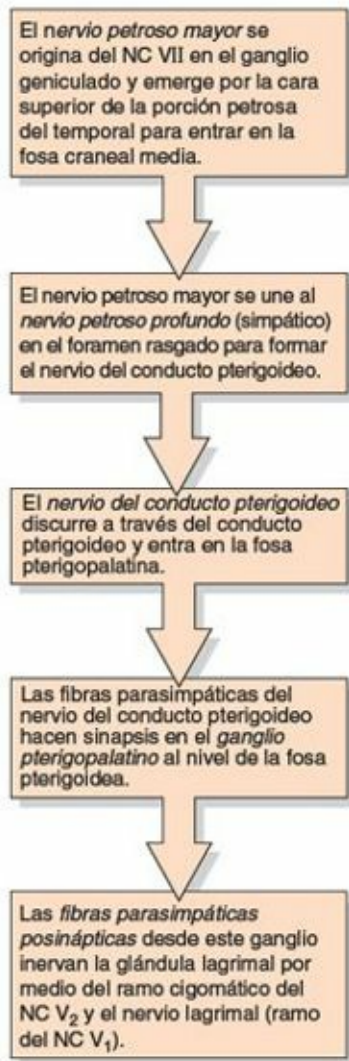 El nervio petroso mayor se
origina del NC VII en el ganglio
geniculado y emerge por la cara
superior de la porción petrosa
del temporal para entrar en la
fosa craneal media.
El nervio petroso mayor se une al
nervio petroso profundo (simpático)
en el foramen rasgado para formar
el nervio del conducto pterigoideo.
El nervio del conducto pterigoideo
discurre a través del conducto
pterigoideo y entra en la fosa
pterigopalatina.
Las fibras parasimpáticas del
nervio del conducto pterigoideo
hacen sinapsis en el ganglio
pterigopalatino al nivel de la fosa
pterigoidea.
Las fibras parasimpáticas
posinápticas desde este ganglio
inervan la glándula lagrimal por
medio del ramo cigomático del
NC V₂ y el nervio lagrimal (ramo
del NC V₁).